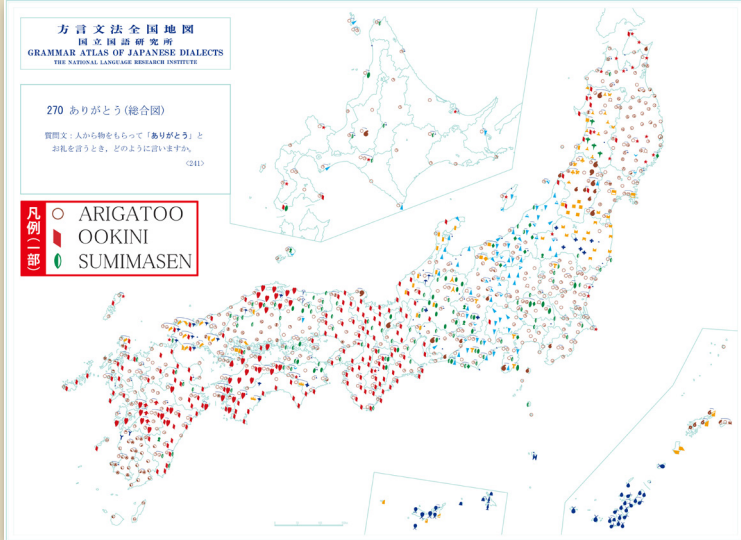 方言文法全国地図
国立国語研究所
GRAMMAR ATLAS OF JAPANESE DIALECTS
THE NATIONAL LANGUAGE RESEARCH INSTITUTE
270 ありがとう(総合図)
質問文：人から物をもらって「ありがとう」と
お礼を言うとき，どのように言いますか。
〈241〉
凡例(一部)
ARIGATOO
OOKINI
SUMIMASEN